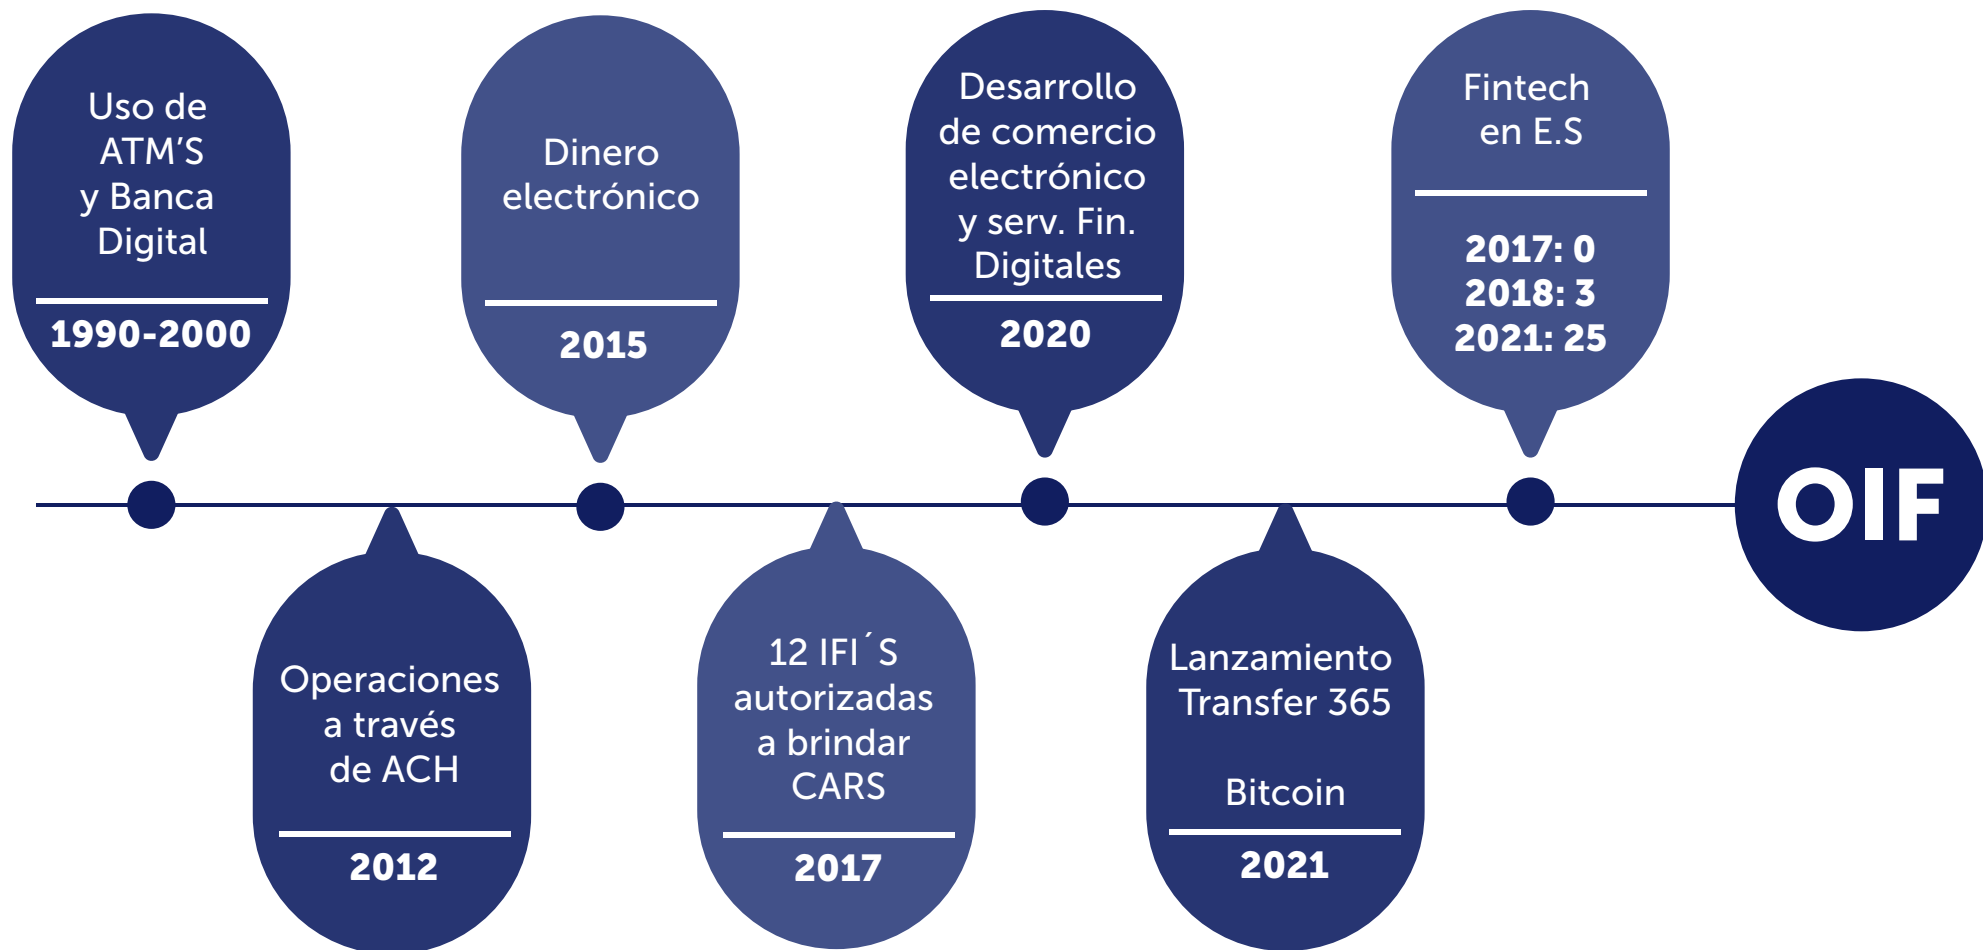 Uso de
ATM’S
y Banca
Digital
1990-2000
Operaciones
a través
de ACH
2012
Dinero
electrónico
2015
12 IFI´S
autorizadas
a brindar
CARS
2017
Desarrollo
de comercio
electrónico
y serv. Fin.
Digitales
2020
Lanzamiento
Transfer 365
Bitcoin
2021
Fintech
en E.S
2017: 0
2018: 3
2021: 25
OIF